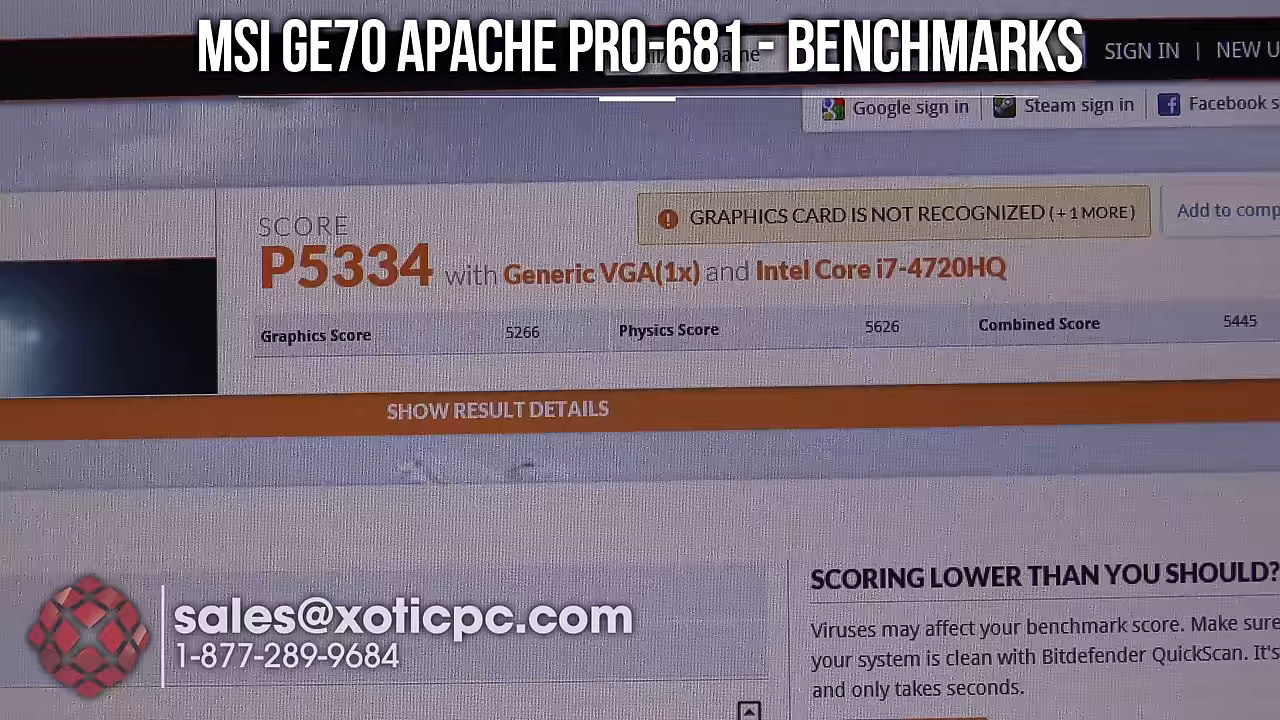 MSI GE70 APACHE PRO-681 - BENCHMARKS
SIGN IN | NEW U
Google sign in Steam sign in Facebook s
SCORE
GRAPHICS CARD IS NOT RECOGNIZED (+1 MORE)
Add to comp
P5334 with Generic VGA(1x) and Intel Core i7-4720HQ
Graphics Score 5266 Physics Score 5626 Combined Score 5445
SHOW RESULT DETAILS
SCORING LOWER THAN YOU SHOULD?
Viruses may affect your benchmark score. Make sure
your system is clean with Bitdefender QuickScan. It's
and only takes seconds.
sales@xoticpc.com
1-877-289-9684